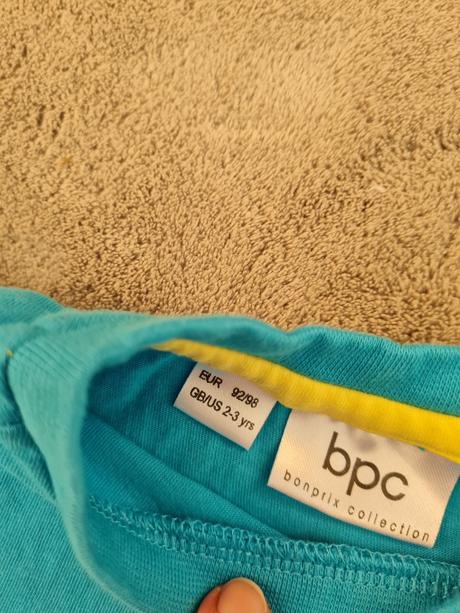 EUR 92/98
GB/US 2-3 yrs
bpc
bonprix collection